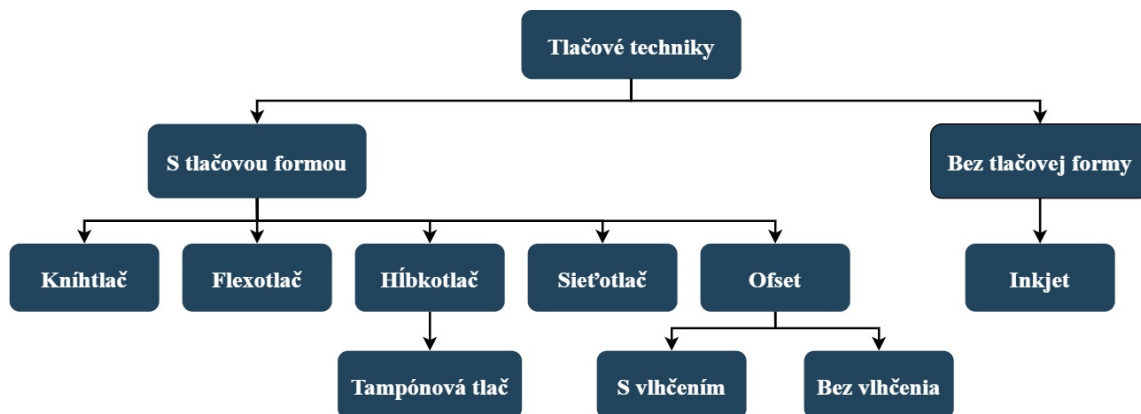 Tlačové techniky
S tlačovou formou
Bez tlačovej formy
Kníhtlač
Flexotlač
Hĺbkotlač
Sieťotlač
Ofset
Inkjet
Tampónová tlač
S vlhčením
Bez vlhčenia